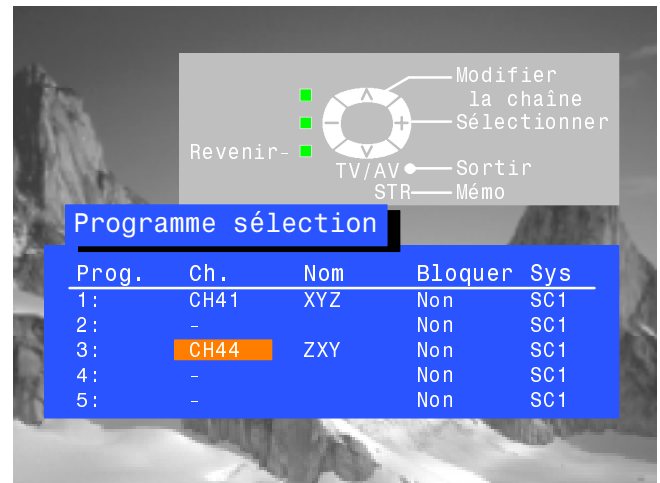 Modifier
la chaîne
Sélectionner
Revenir-
TV/AV Sortir
STR Mémo
Programme sélection
Prog. Ch. Nom Bloquer Sys
1: CH41 XYZ Non SC1
2: - Non SC1
3: CH44 ZXY Non SC1
4: - Non SC1
5: - Non SC1